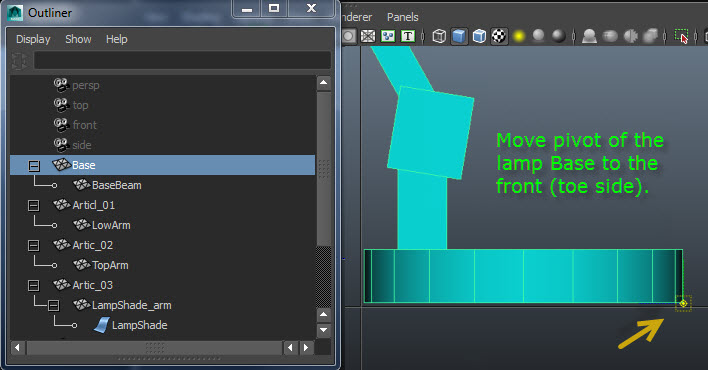 Outliner
Display Show Help
persp
top
front
side
Base
BaseBeam
Articl_01
LowArm
Artic_02
TopArm
Artic_03
LampShade_arm
LampShade
nderer Panels
T
Move pivot of the
lamp Base to the
front (toe side).